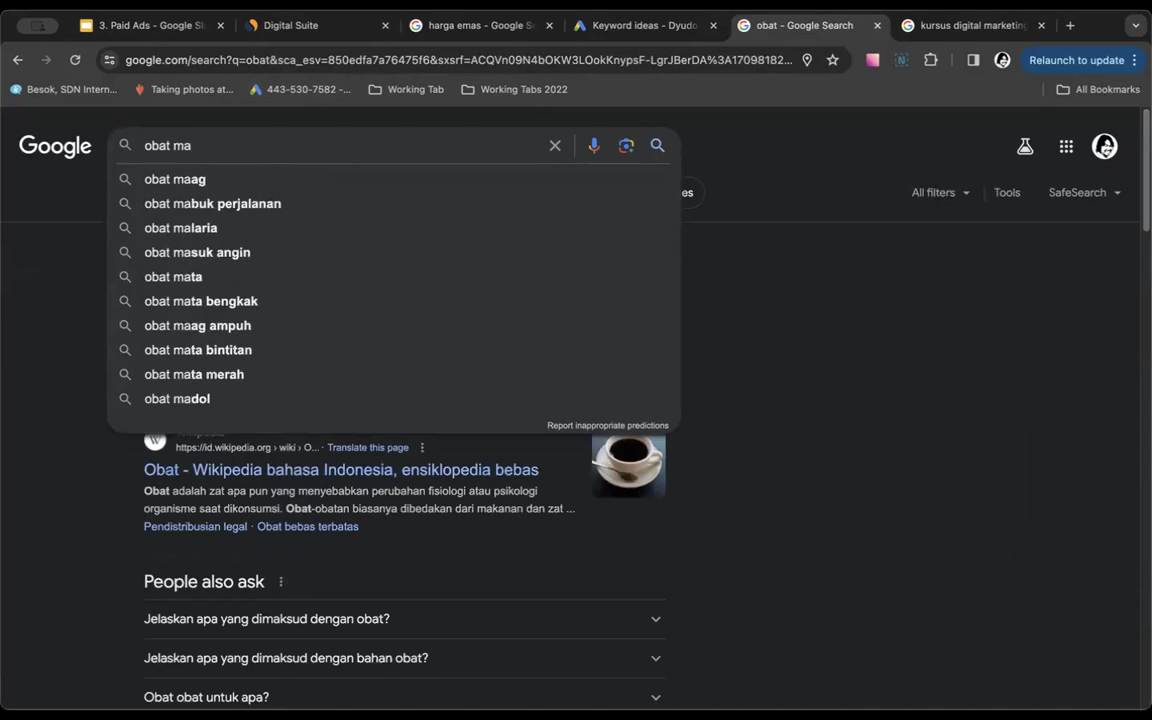 3. Paid Ads - Google Sl
Digital Suite
harga emas - Google Se
Keyword ideas - Dyudo
obat - Google Search
kursus digital marketing
google.com/search?q=obat&sca_esv=850edfa7a76475f6&sxsrf=ACQVn09N4bOKW3LOokKnypsF-LgrJBerDA%3A17098182...
Relaunch to update
Besok, SDN Intern...
Taking photos at...
443-530-7582 -...
Working Tab
Working Tabs 2022
All Bookmarks
Google
obat ma
obat maag
obat mabuk perjalanan
obat malaria
obat masuk angin
obat mata
obat mata bengkak
obat maag ampuh
obat mata bintitan
obat mata merah
obat madol
Report inappropriate predictions
es
All filters
Tools
SafeSearch
W
https://id.wikipedia.org › wiki › O... · Translate this page
Obat - Wikipedia bahasa Indonesia, ensiklopedia bebas
Obat adalah zat apa pun yang menyebabkan perubahan fisiologi atau psikologi
organisme saat dikonsumsi. Obat-obatan biasanya dibedakan dari makanan dan zat ...
Pendistribusian legal · Obat bebas terbatas
People also ask
Jelaskan apa yang dimaksud dengan obat?
Jelaskan apa yang dimaksud dengan bahan obat?
Obat obat untuk apa?